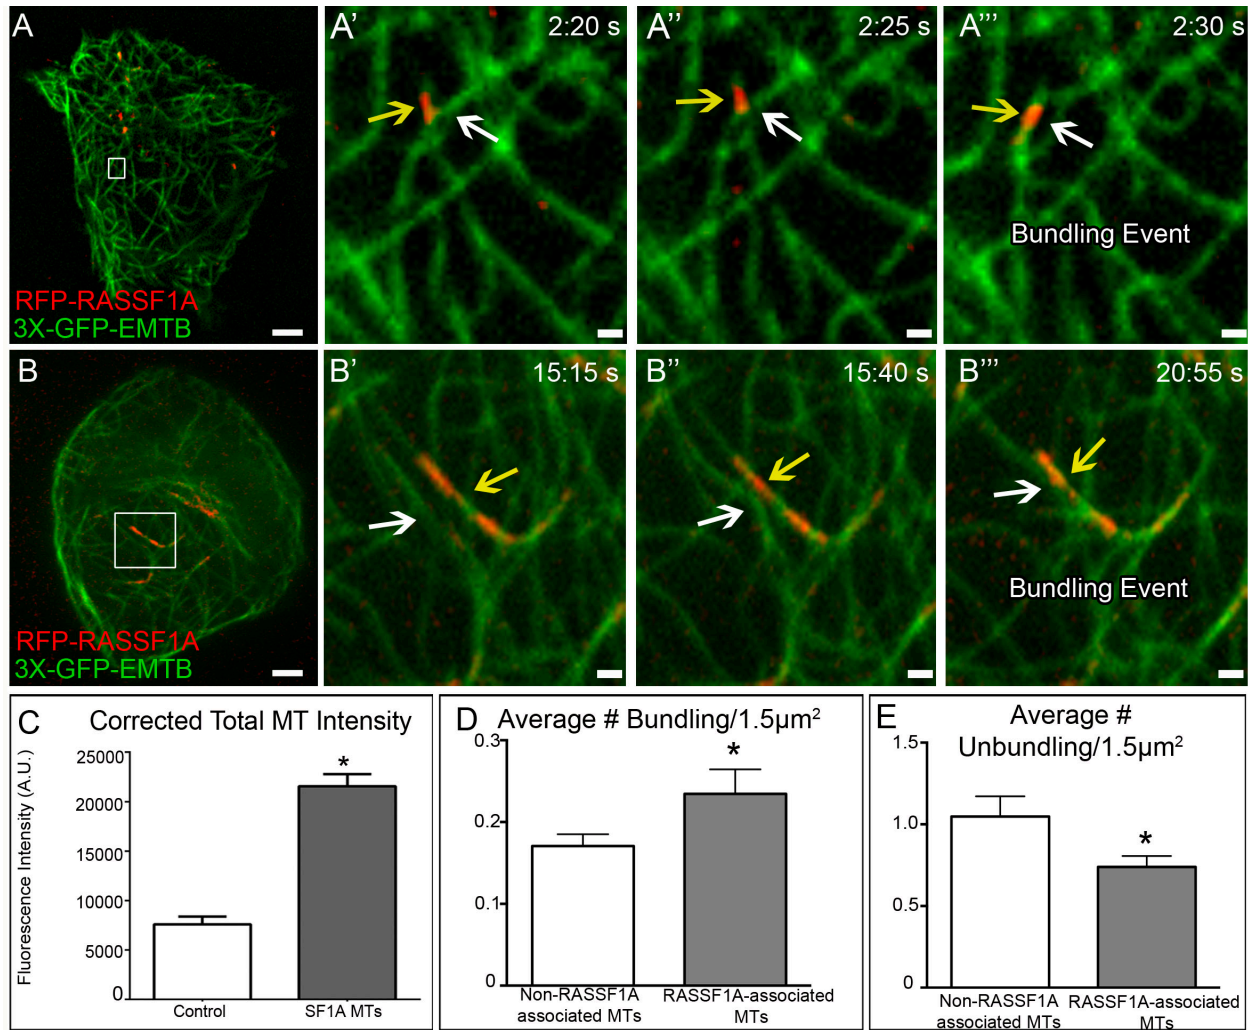 A
RFP-RASSF1A
3X-GFP-EMTB
A'
2:20 s
A''
2:25 s
A'''
2:30 s
Bundling Event
B
RFP-RASSF1A
3X-GFP-EMTB
B'
15:15 s
B''
15:40 s
B'''
20:55 s
Bundling Event
C
Corrected Total MT Intensity
Fluorescence Intensity (A.U.)
25000
20000
15000
10000
5000
0
*
Control
SF1A MTs
D
Average # Bundling/1.5µm²
0.3
0.2
0.1
0
*
Non-RASSF1A
associated MTs
RASSF1A-associated
MTs
E
Average #
Unbundling/1.5µm²
1.5
1.0
0.5
0
*
Non-RASSF1A
associated MTs
RASSF1A-associated
MTs